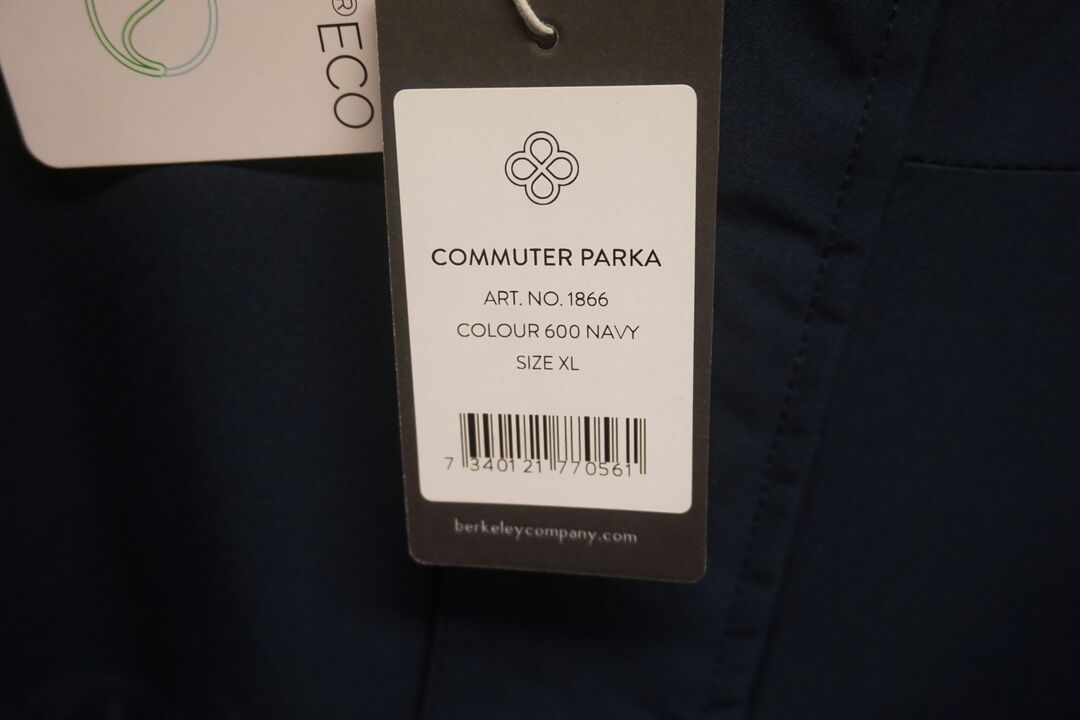 ®ECO
COMMUTER PARKA
ART. NO. 1866
COLOUR 600 NAVY
SIZE XL
7 340121 770561
berkeleycompany.com